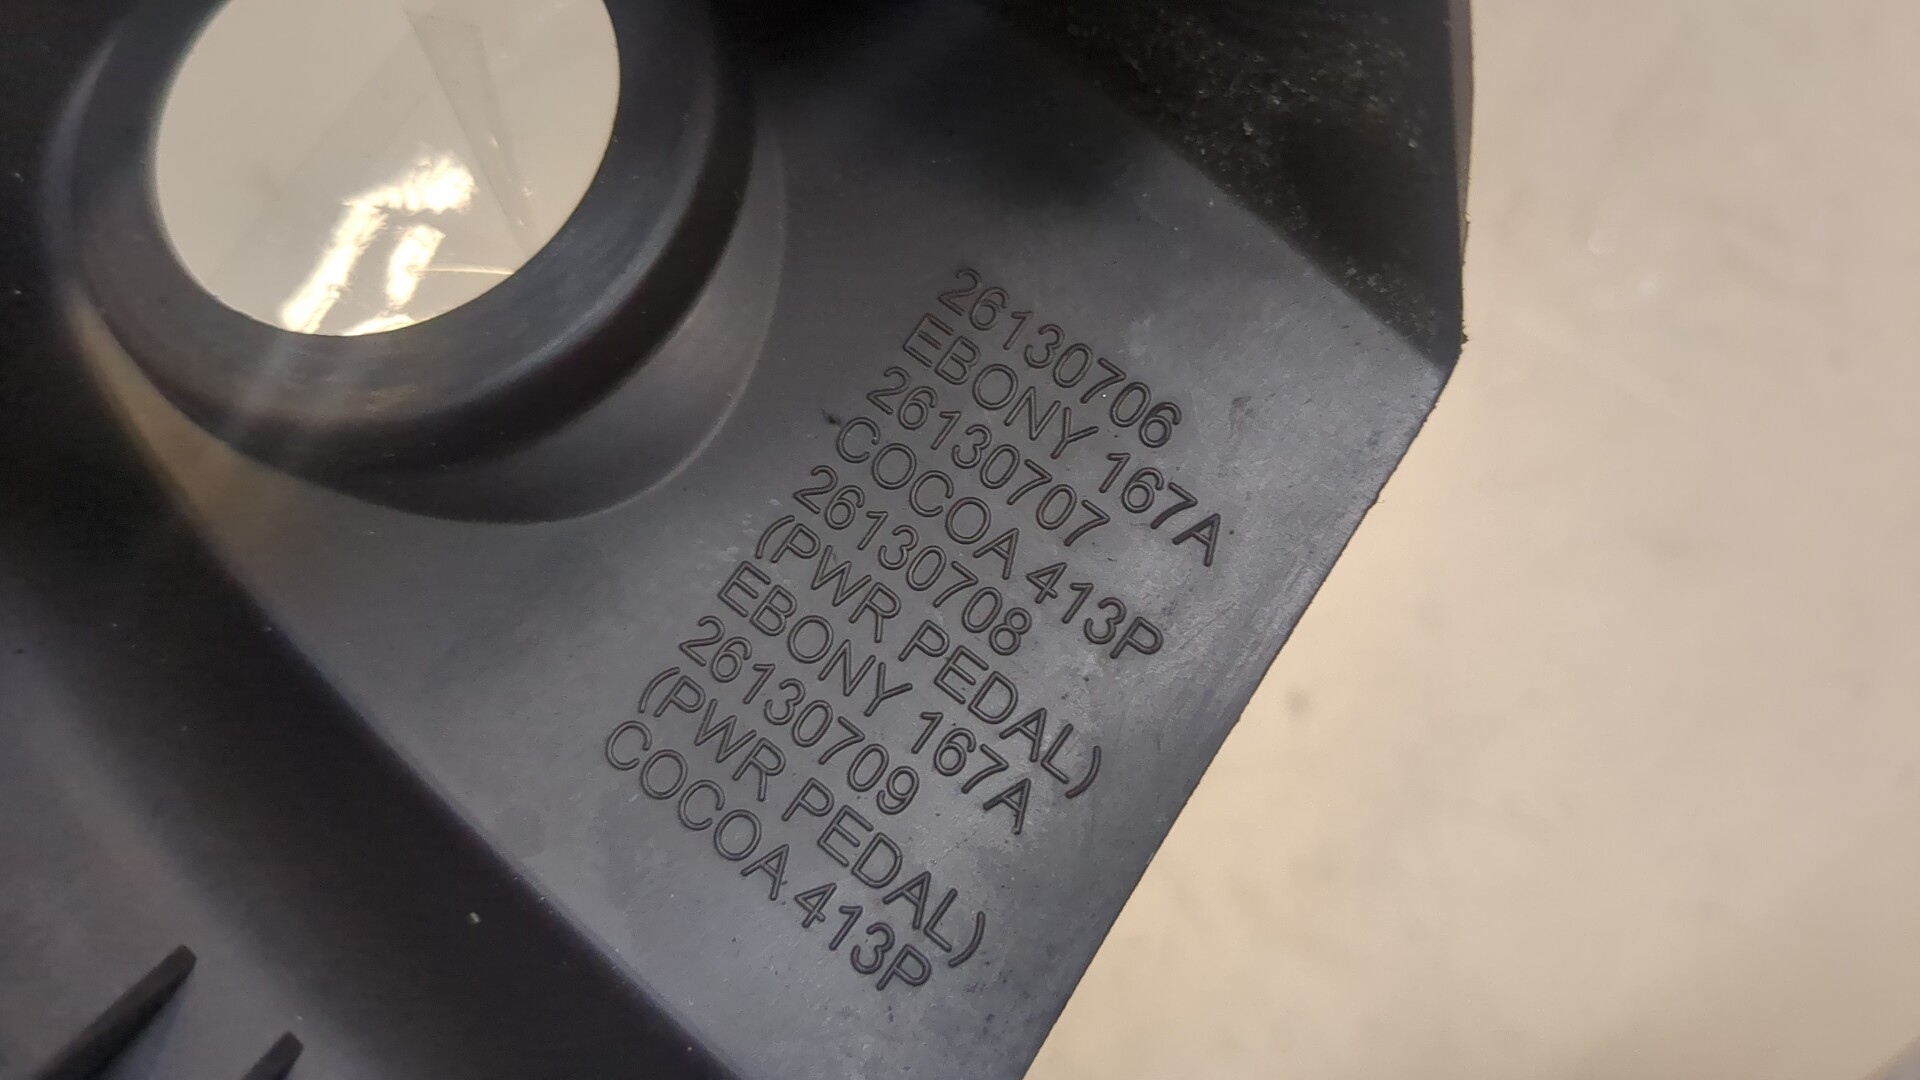 26130706
EBONY 167A
26130707
COCOA 413P
26130708
(PWR PEDAL)
EBONY 167A
26130709
(PWR PEDAL)
COCOA 413P